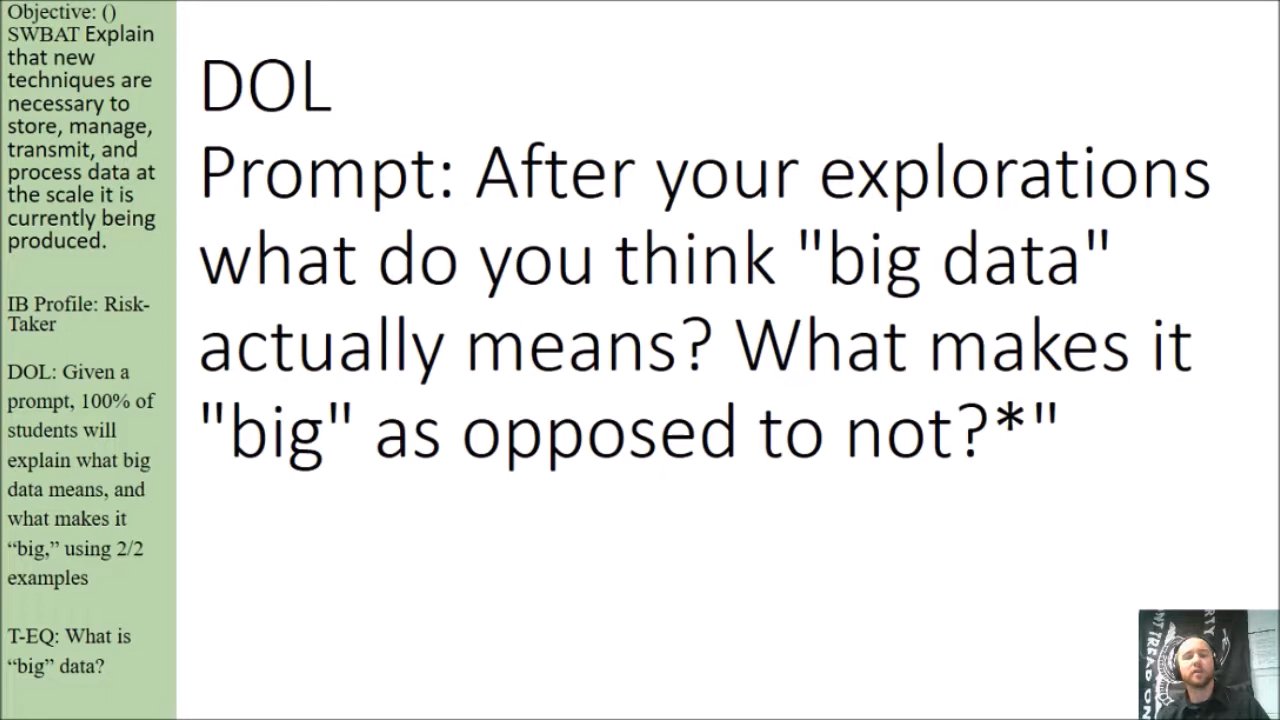 Objective: ()
SWBAT Explain
that new
techniques are
necessary to
store, manage,
transmit, and
process data at
the scale it is
currently being
produced.
IB Profile: Risk-
Taker
DOL: Given a
prompt, 100% of
students will
explain what big
data means, and
what makes it
“big,” using 2/2
examples
T-EQ: What is
“big” data?
DOL
Prompt: After your explorations
what do you think "big data"
actually means? What makes it
"big" as opposed to not?*"
TREAD
ON